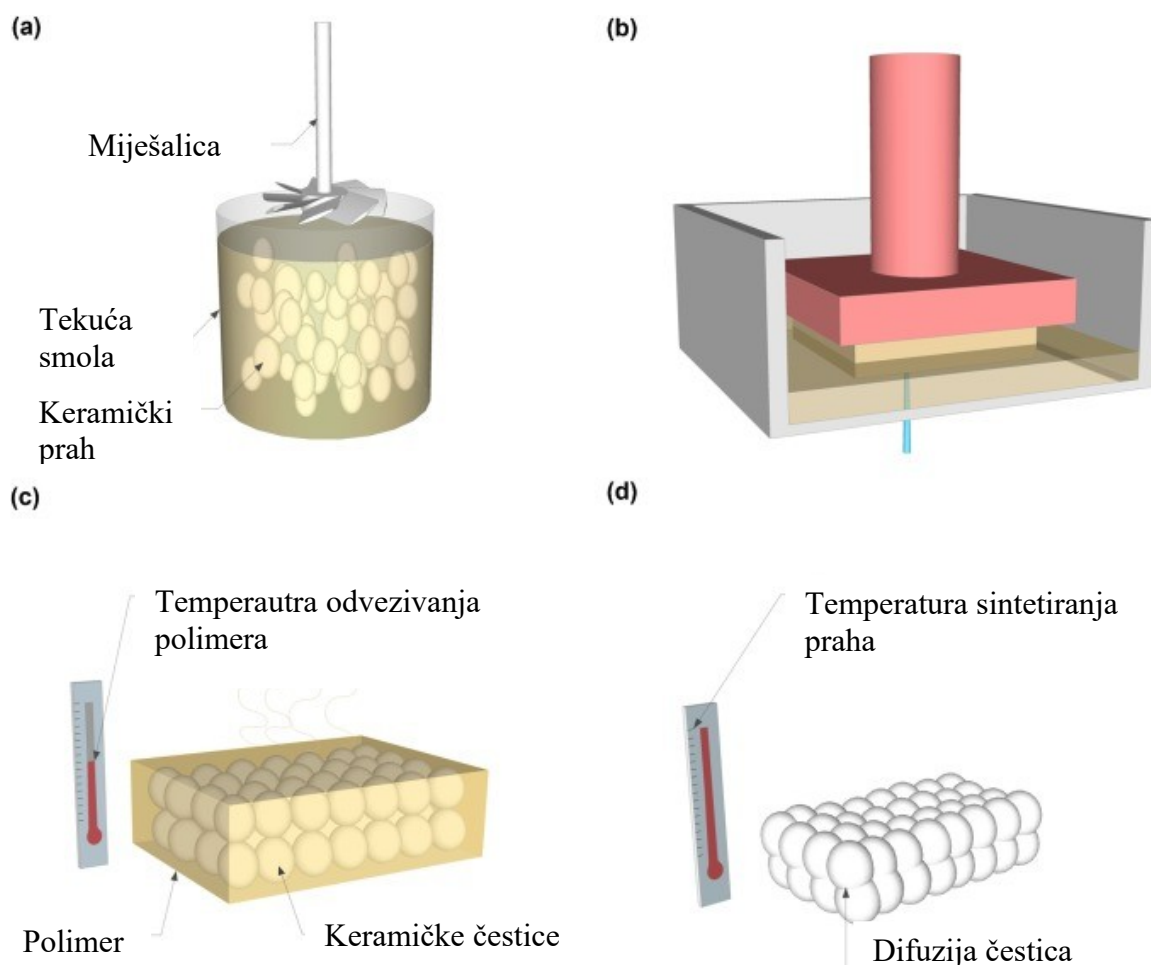 (a)
Miješalica
Tekuća
smola
Keramički
prah
(b)
(c)
Temperautra odvezivanja
polimera
Polimer
Keramičke čestice
(d)
Temperatura sintetiranja
praha
Difuzija čestica